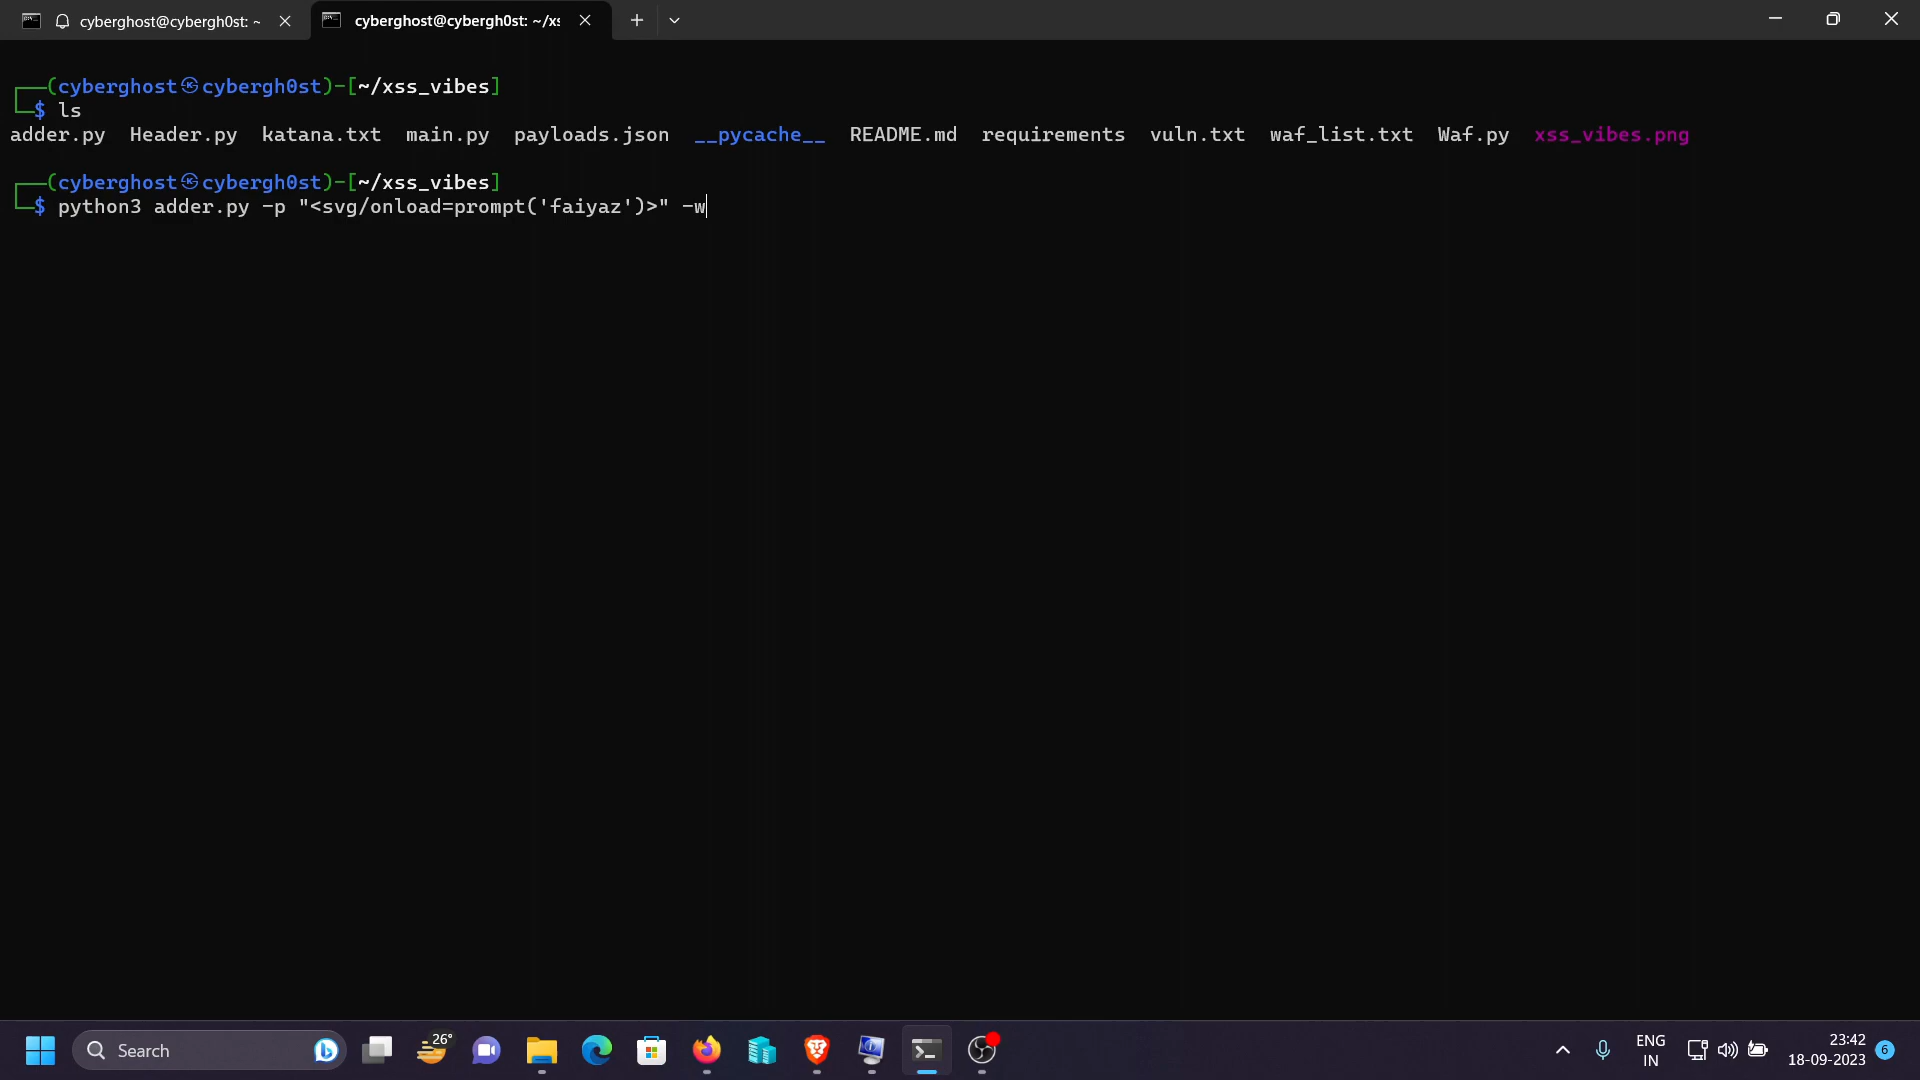 cyberghost@cybergh0st: ~
cyberghost@cybergh0st: ~/xs
┌──(cyberghost㉿cybergh0st)-[~/xss_vibes]
└─$ ls
adder.py  Header.py  katana.txt  main.py  payloads.json  __pycache__  README.md  requirements  vuln.txt  waf_list.txt  Waf.py  xss_vibes.png
┌──(cyberghost㉿cybergh0st)-[~/xss_vibes]
└─$ python3 adder.py -p "<svg/onload=prompt('faiyaz')>" -w
Search
26°
ENG
IN
23:42
18-09-2023
6